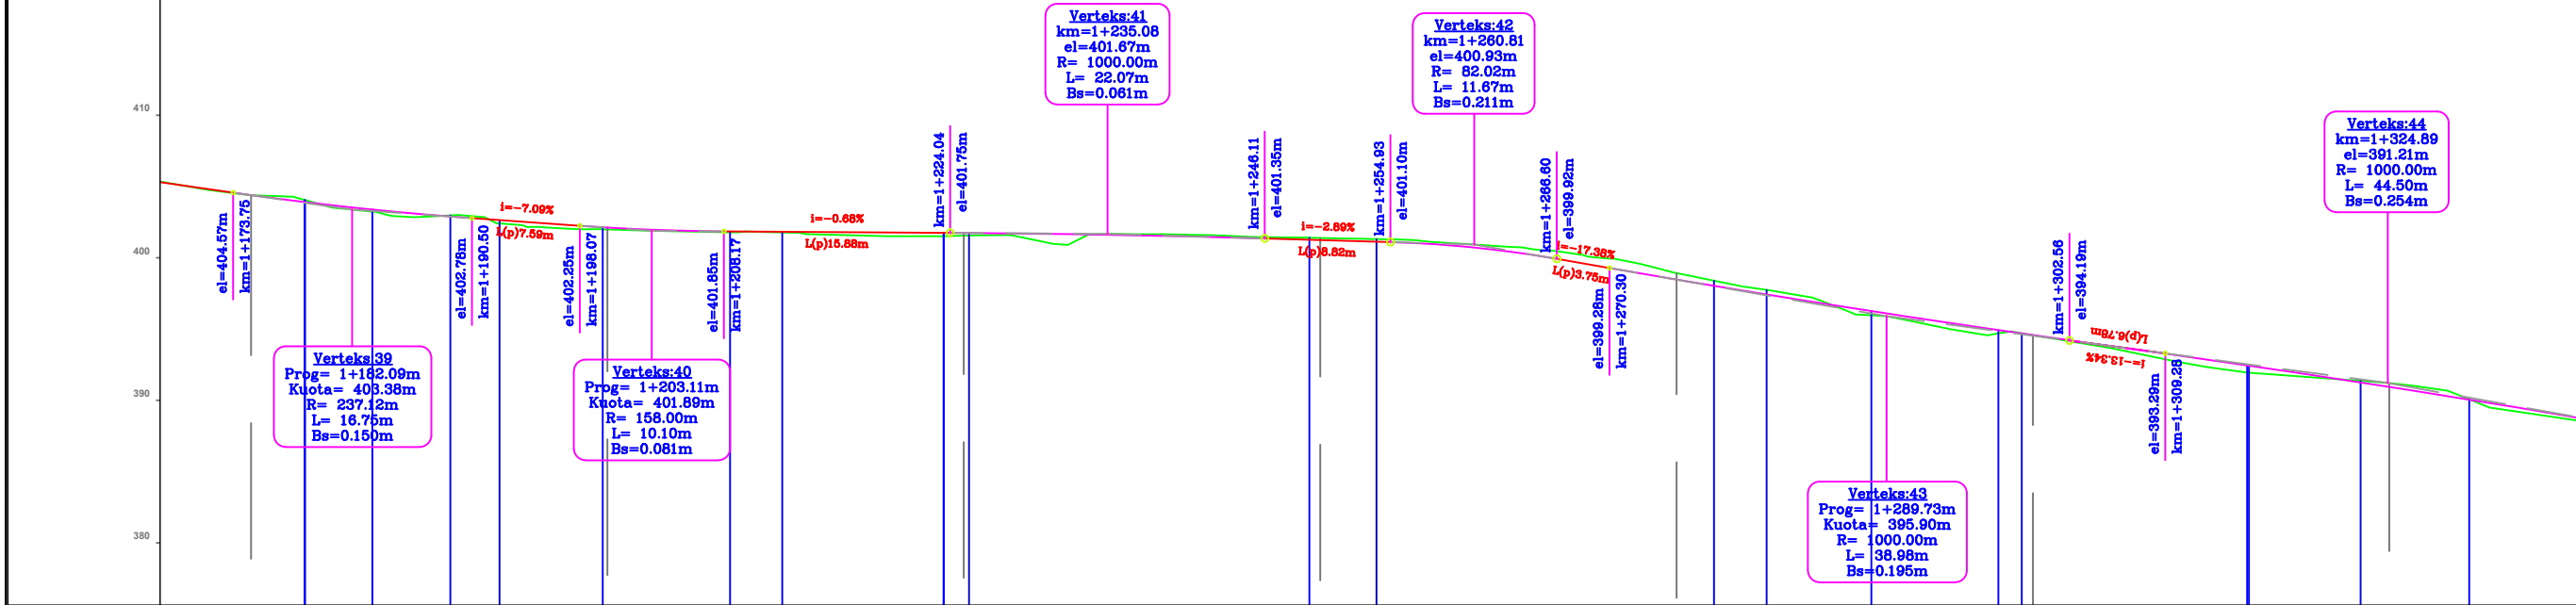 Verteks:41
km=1+235.08
el=401.67m
R= 1000.00m
L= 22.07m
Bs=0.061m
Verteks:42
km=1+260.81
el=400.93m
R= 82.02m
L= 11.67m
Bs=0.211m
Verteks:44
km=1+324.89
el=391.21m
R= 1000.00m
L= 44.50m
Bs=0.254m
410
400
390
380
el=404.57m
km=1+173.75
el=402.78m
km=1+190.50
i=-7.09%
L(p)7.59m
el=402.25m
km=1+198.07
el=401.85m
km=1+208.17
i=-0.68%
L(p)15.88m
km=1+224.04
el=401.75m
km=1+246.11
el=401.35m
i=-2.89%
L(p)8.82m
km=1+254.93
el=401.10m
km=1+266.60
el=399.92m
i=-17.38%
L(p)3.75m
el=399.28m
km=1+270.30
km=1+302.56
el=394.19m
L(p)6.78m
i=-13.34%
el=393.29m
km=1+309.28
Verteks:39
Prog= 1+182.09m
Kuota= 403.38m
R= 237.12m
L= 16.75m
Bs=0.150m
Verteks:40
Prog= 1+203.11m
Kuota= 401.89m
R= 158.00m
L= 10.10m
Bs=0.081m
Verteks:43
Prog= 1+289.73m
Kuota= 395.90m
R= 1000.00m
L= 38.98m
Bs=0.195m